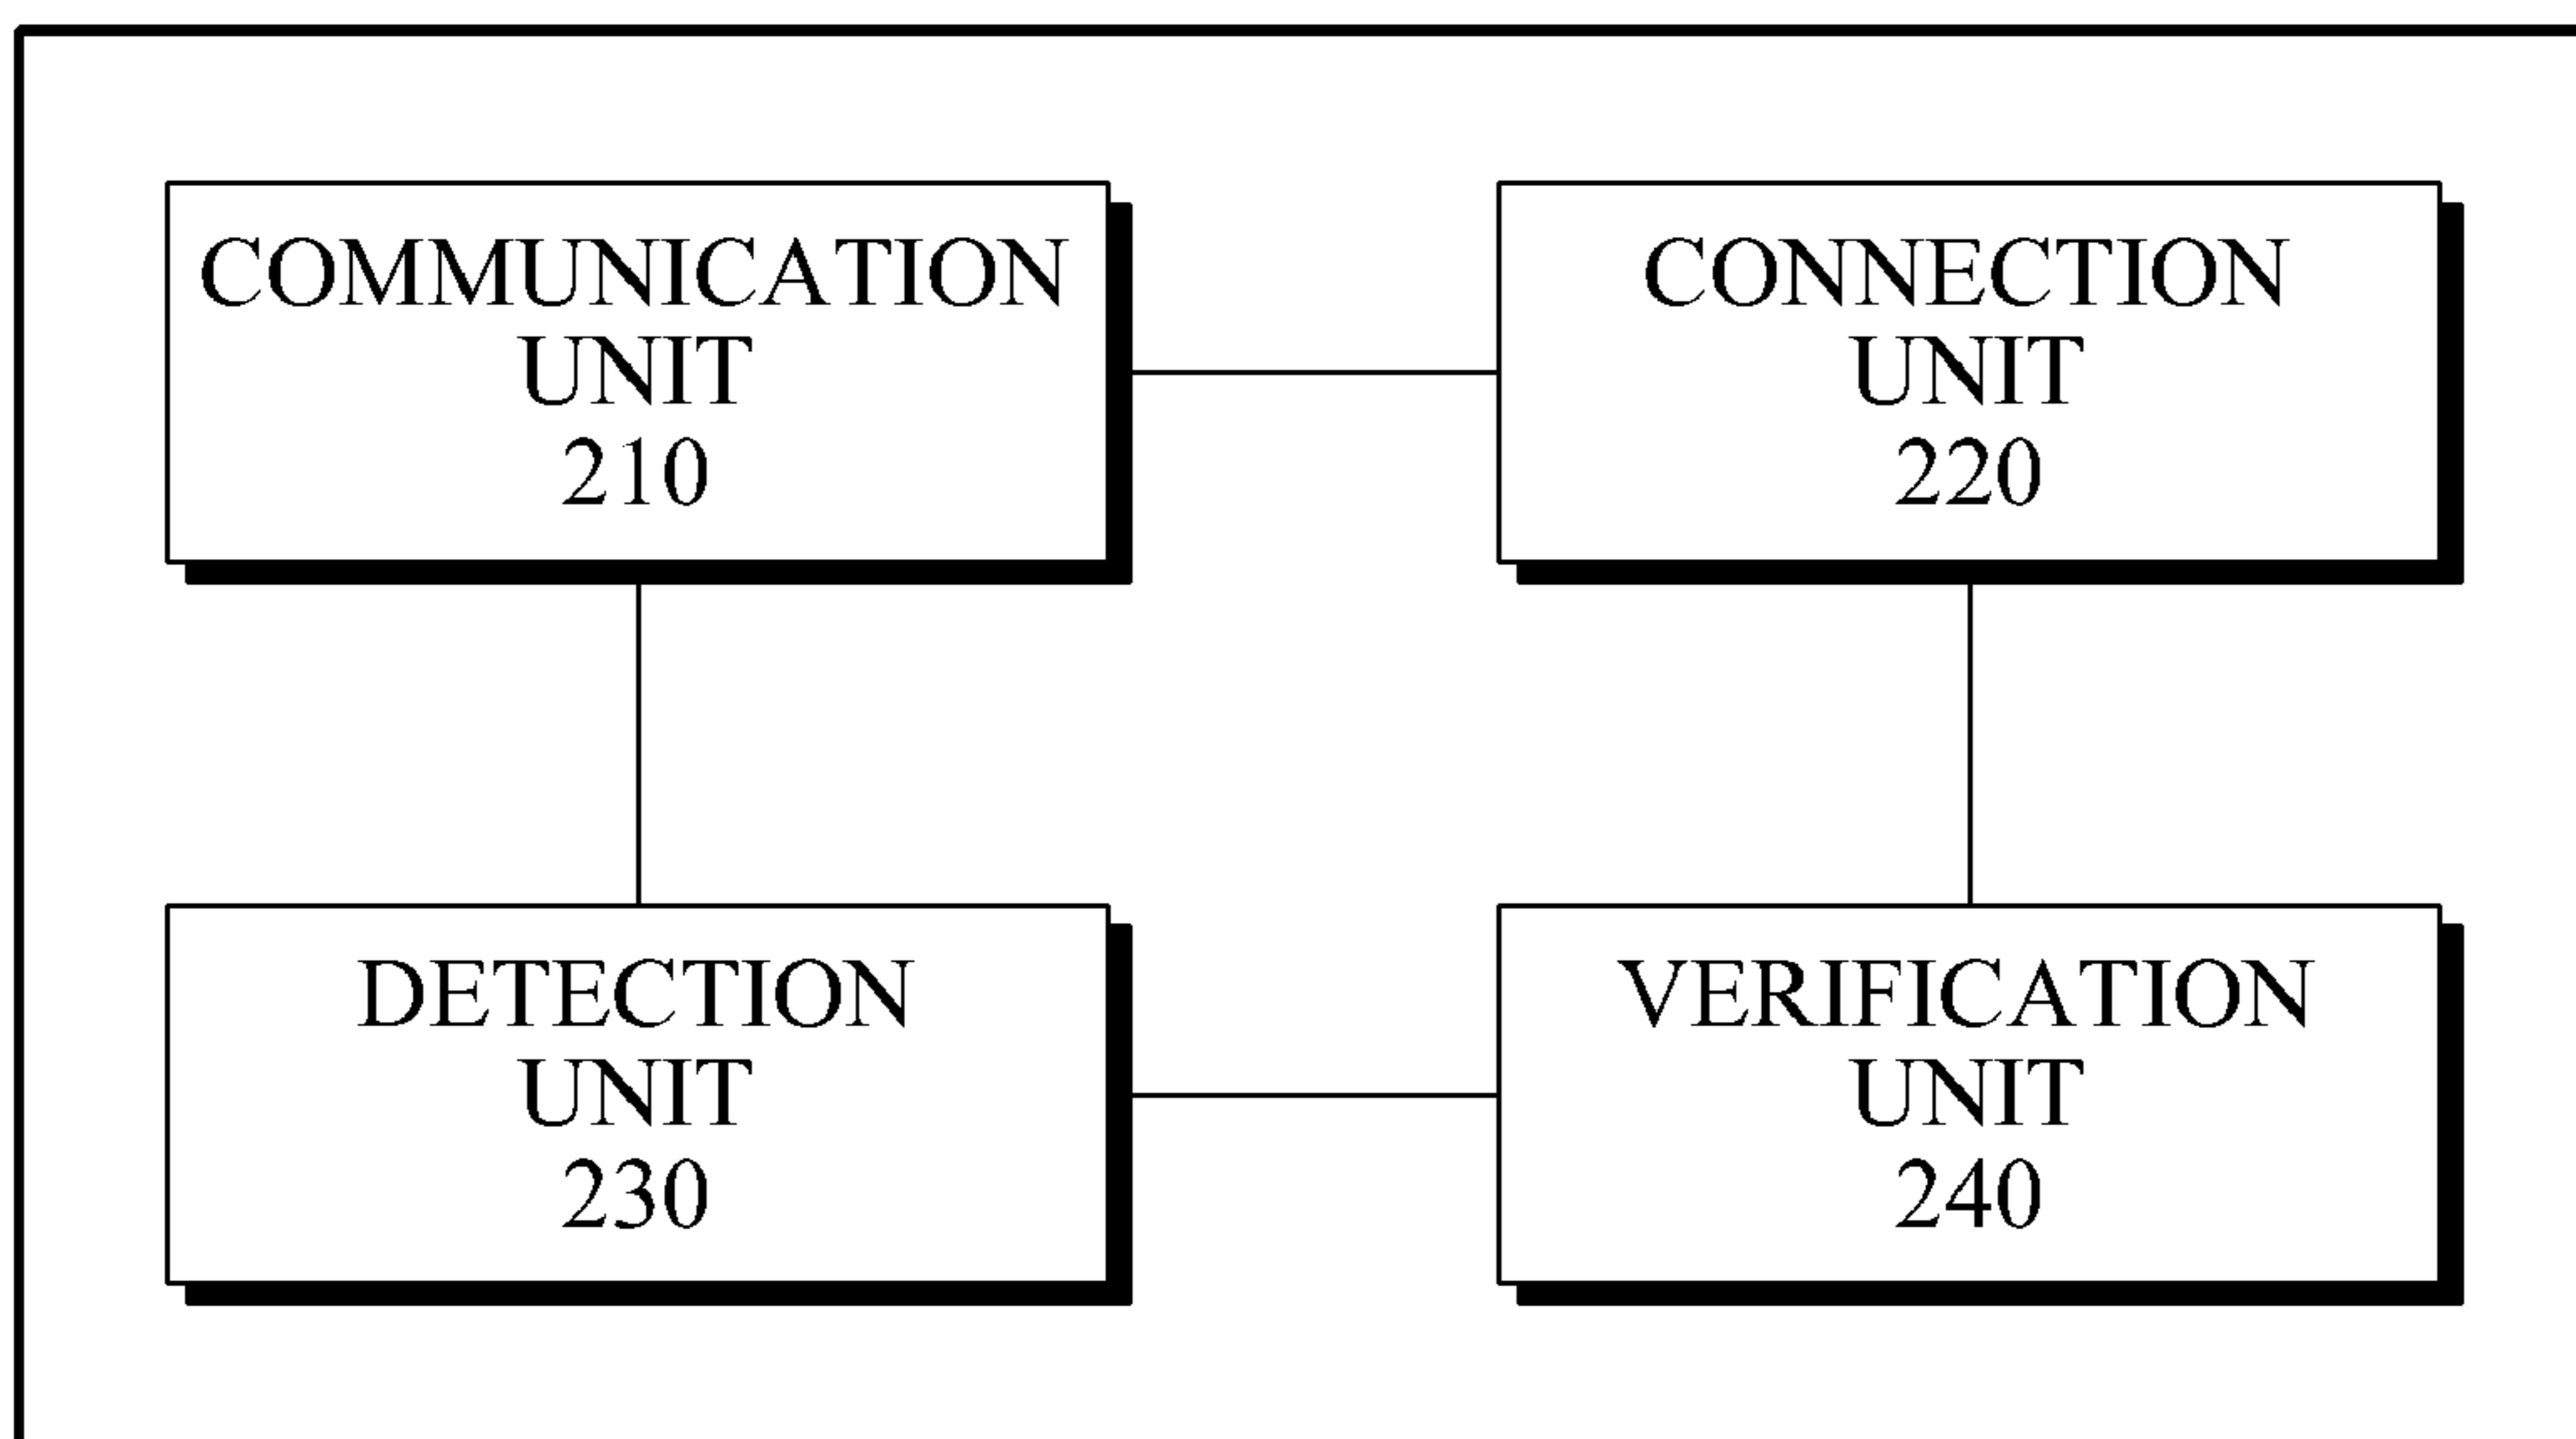 COMMUNICATION
UNIT
210
CONNECTION
UNIT
220
DETECTION
UNIT
230
VERIFICATION
UNIT
240